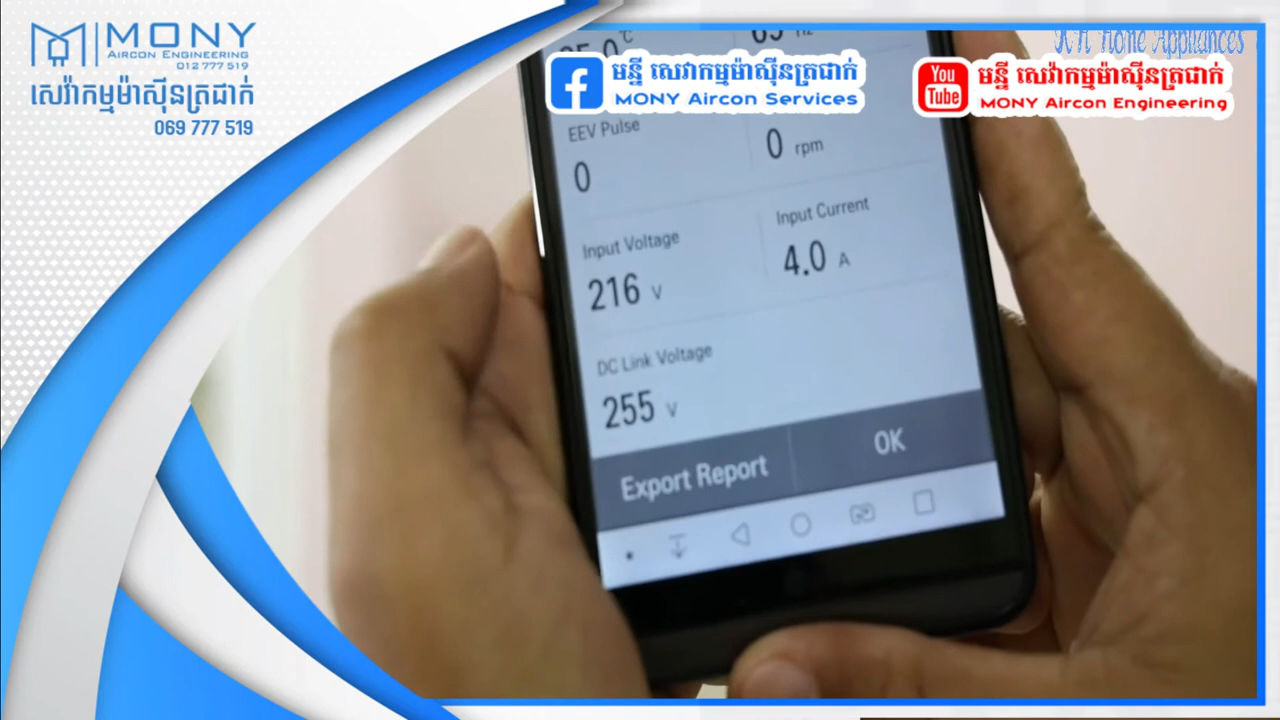 MONY
AIRCON ENGINEERING
012 777 519
សេវ៉ាកម្មម៉ាស៊ីនត្រជាក់
069 777 519
មន្នី សេវាកម្មម៉ាស៊ីនត្រជាក់
MONY Aircon Services
You
Tube
មន្នី សេវ៉ាកម្មម៉ាស៊ីនត្រជាក់
MONY Aircon Engineering
Home Appliances
EEV Pulse
0
0 rpm
Input Voltage
216 V
Input Current
4.0 A
DC Link Voltage
255 V
Export Report
OK